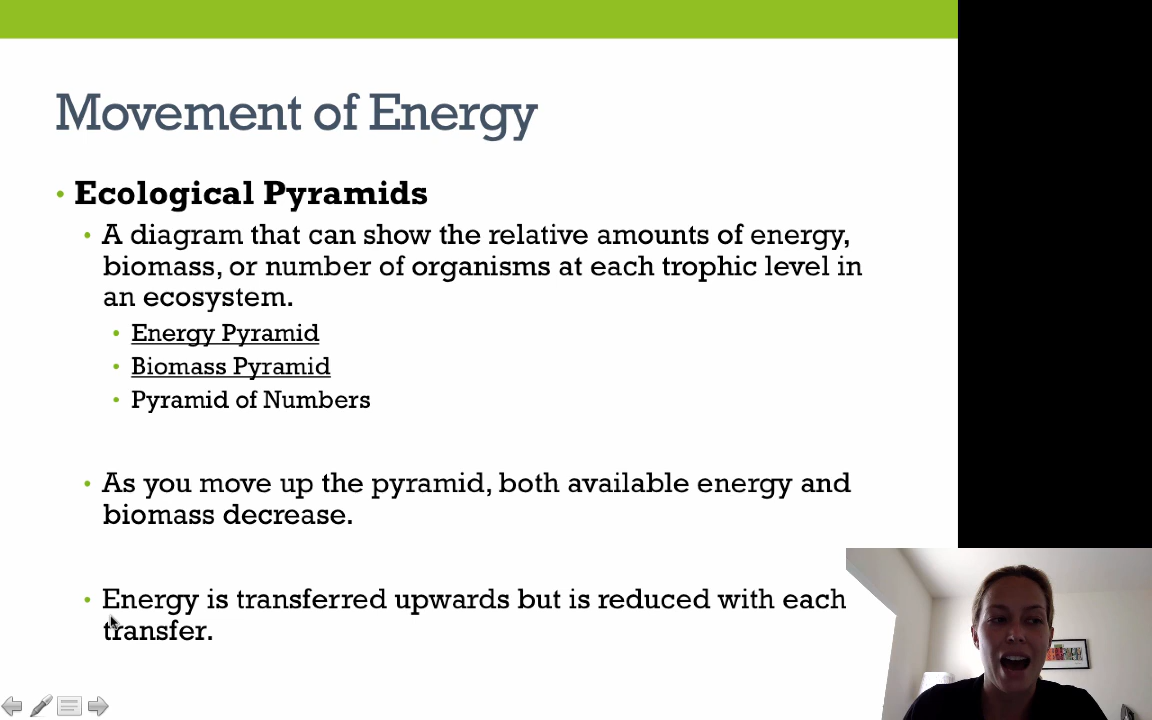 Movement of Energy
• Ecological Pyramids
• A diagram that can show the relative amounts of energy,
biomass, or number of organisms at each trophic level in
an ecosystem.
• Energy Pyramid
• Biomass Pyramid
• Pyramid of Numbers
• As you move up the pyramid, both available energy and
biomass decrease.
• Energy is transferred upwards but is reduced with each
transfer.